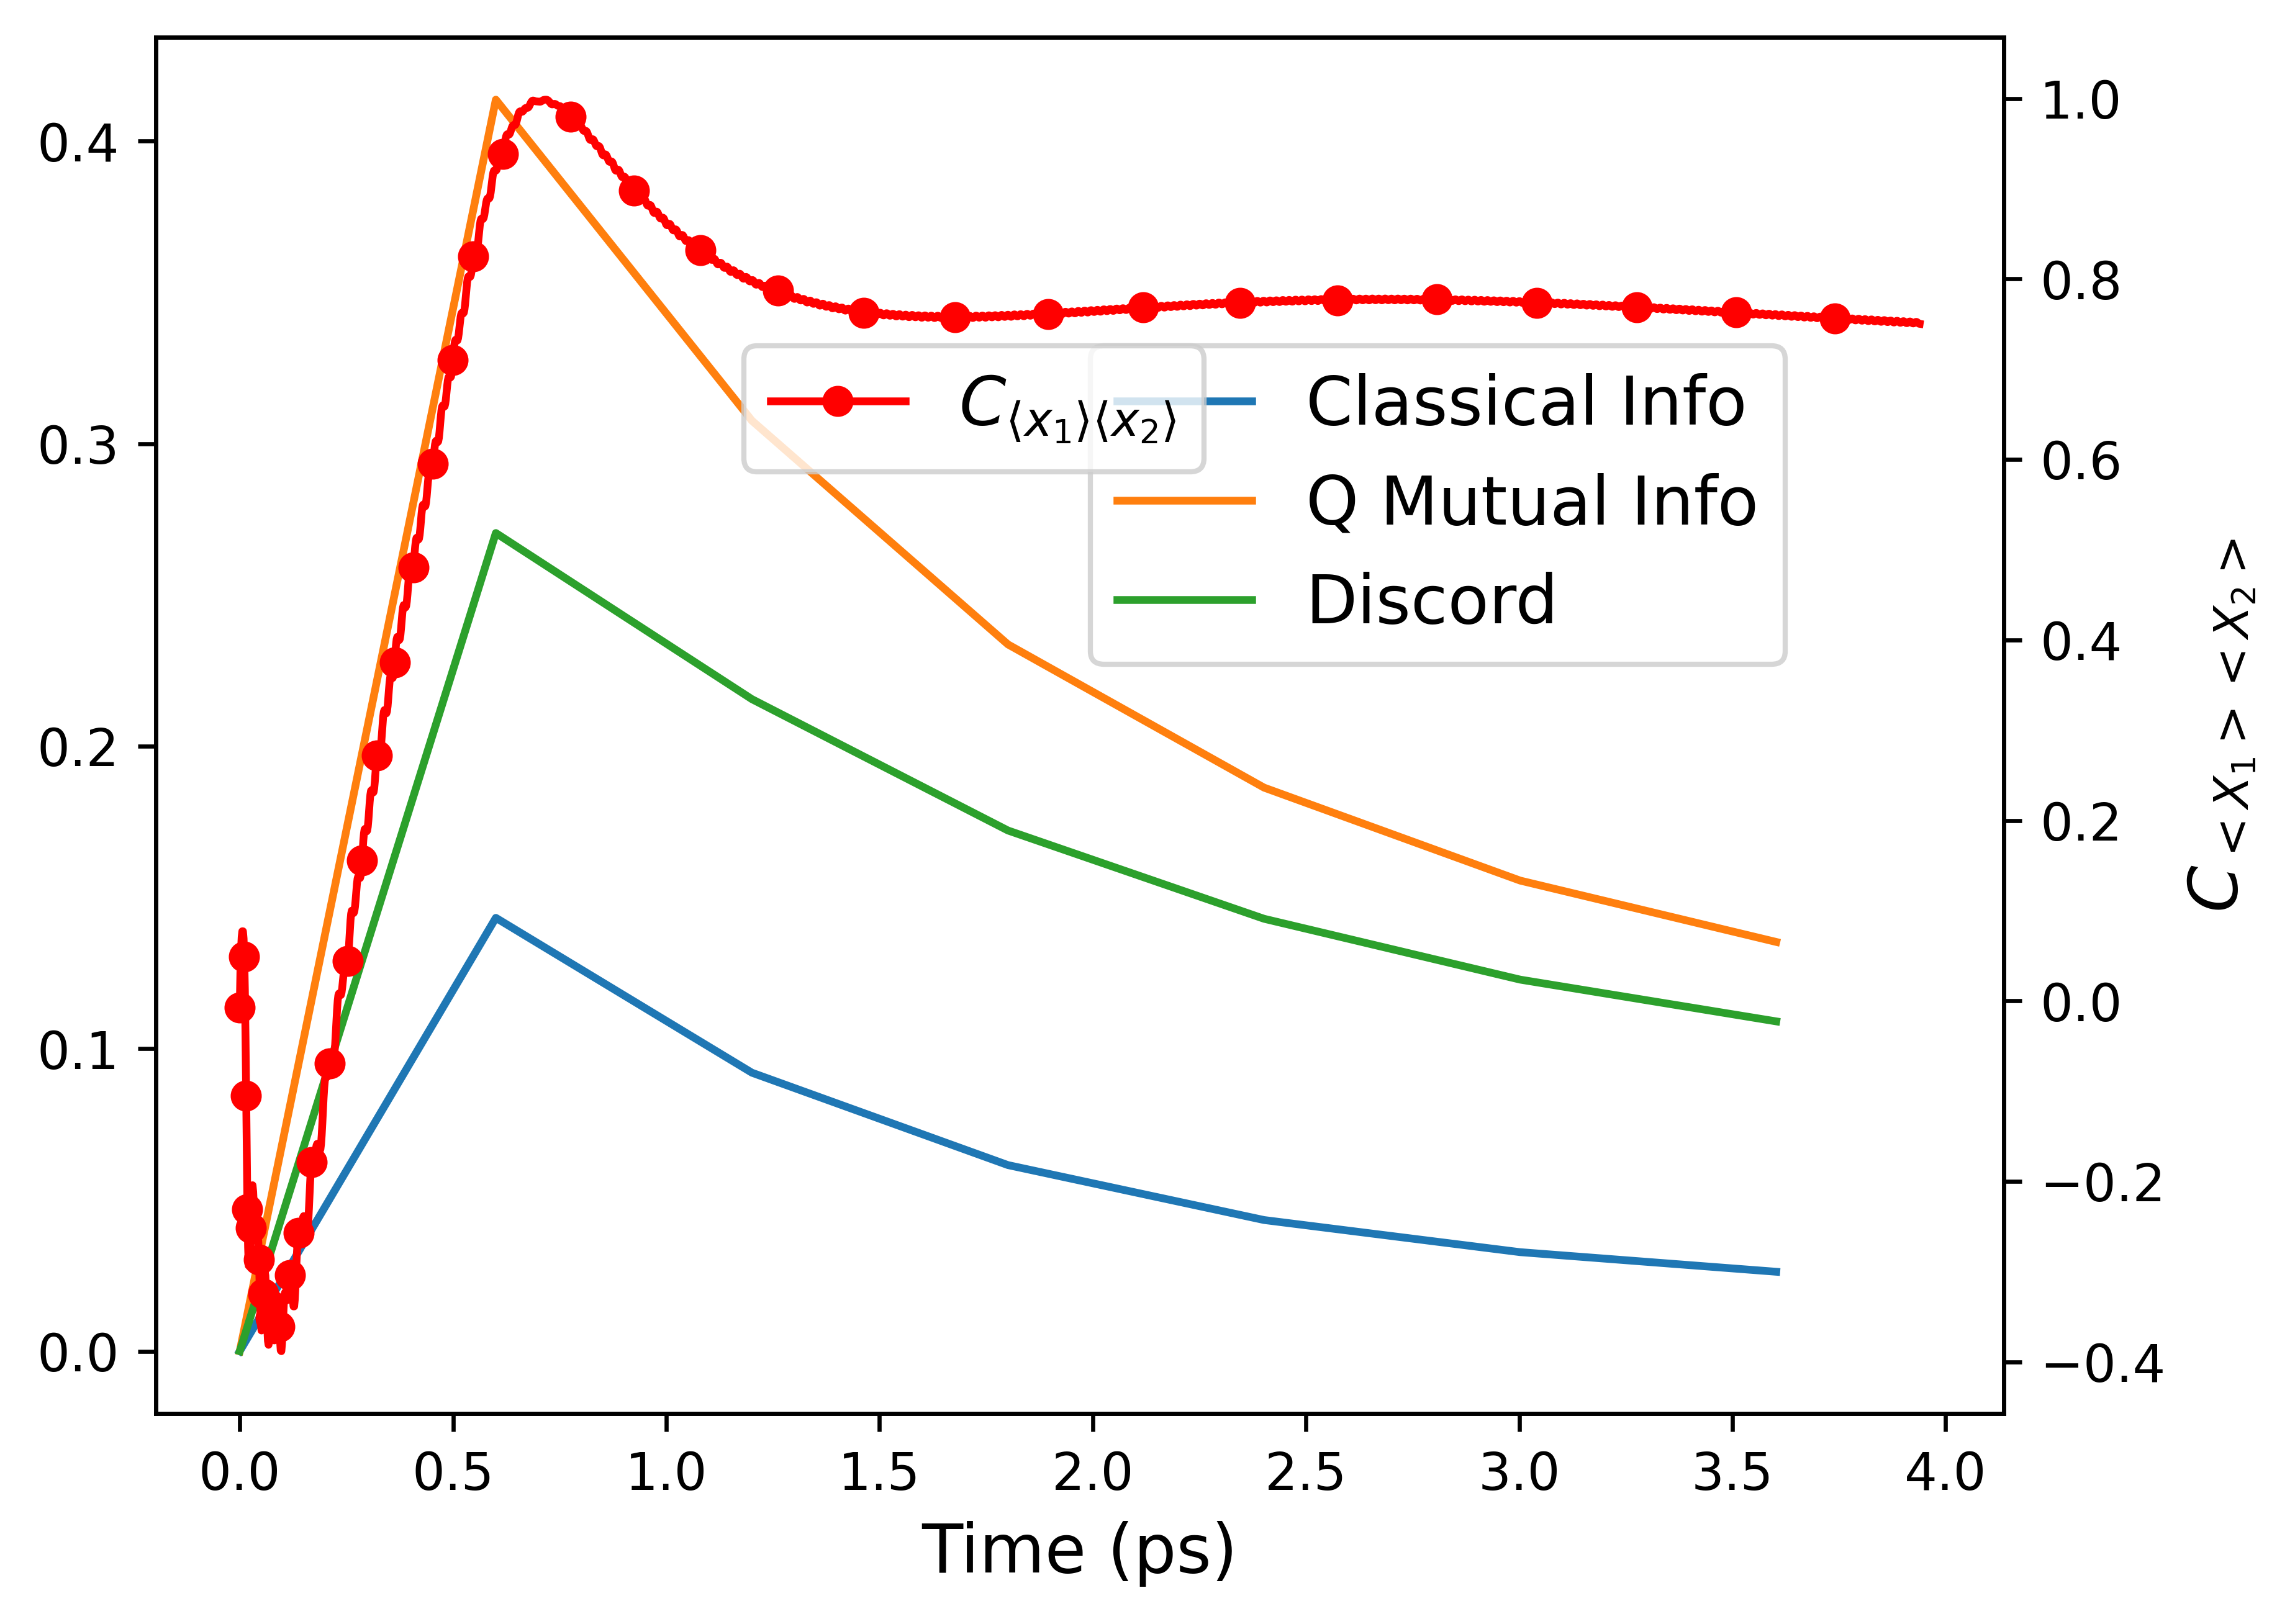 0.4
0.3
0.2
0.1
0.0
1.0
0.8
0.6
0.4
0.2
0.0
−0.2
−0.4
C⟨x₁⟩⟨x₂⟩
Classical Info
Q Mutual Info
Discord
C <X₁> <X₂>
0.0 0.5 1.0 1.5 2.0 2.5 3.0 3.5 4.0
Time (ps)